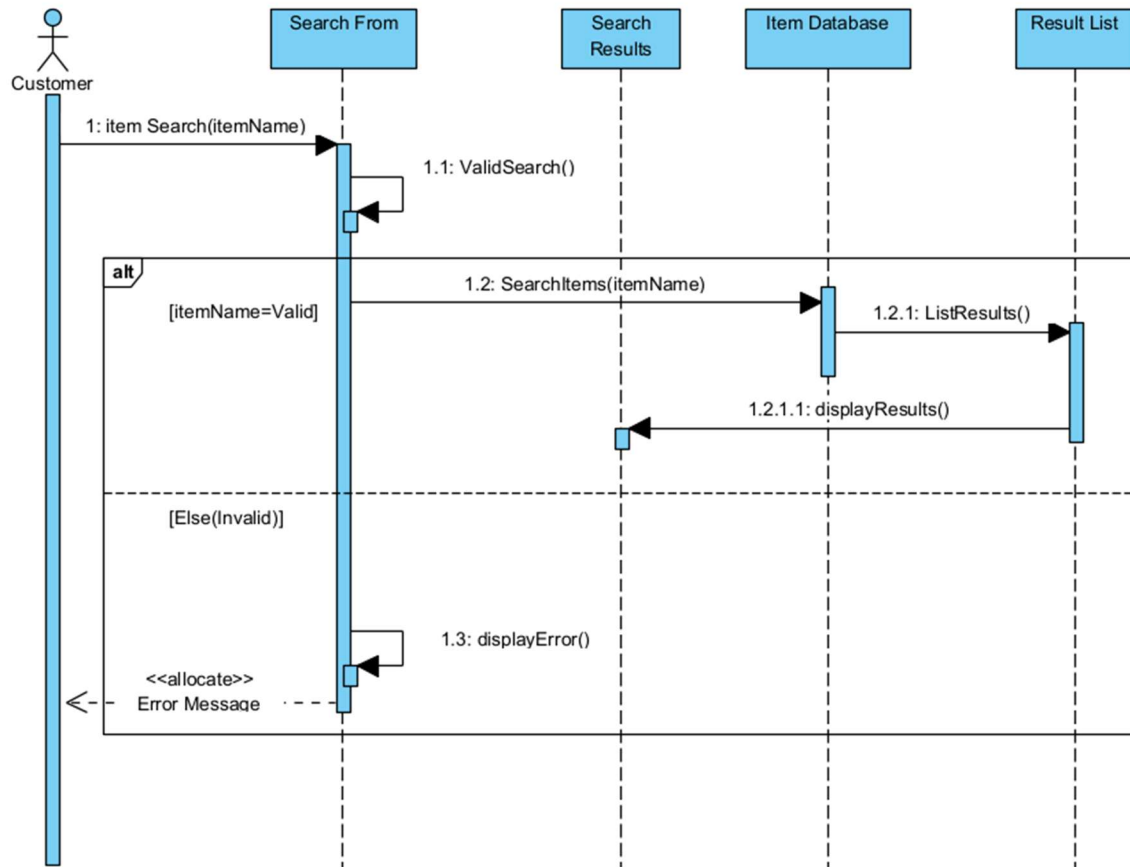 Search From
Search
Results
Item Database
Result List
Customer
1: item Search(itemName)
1.1: ValidSearch()
alt
1.2: SearchItems(itemName)
[itemName=Valid]
1.2.1: ListResults()
1.2.1.1: displayResults()
[Else(Invalid)]
1.3: displayError()
<<allocate>>
Error Message